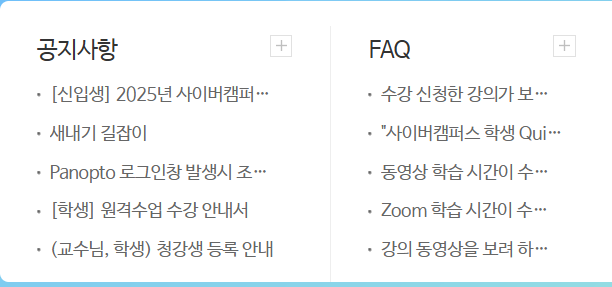 공지사항
[신입생] 2025년 사이버캠퍼…
새내기 길잡이
Panopto 로그인창 발생시 조…
[학생] 원격수업 수강 안내서
(교수님, 학생) 청강생 등록 안내
FAQ
수강 신청한 강의가 보…
"사이버캠퍼스 학생 Qui…
동영상 학습 시간이 수…
Zoom 학습 시간이 수…
강의 동영상을 보려 하…